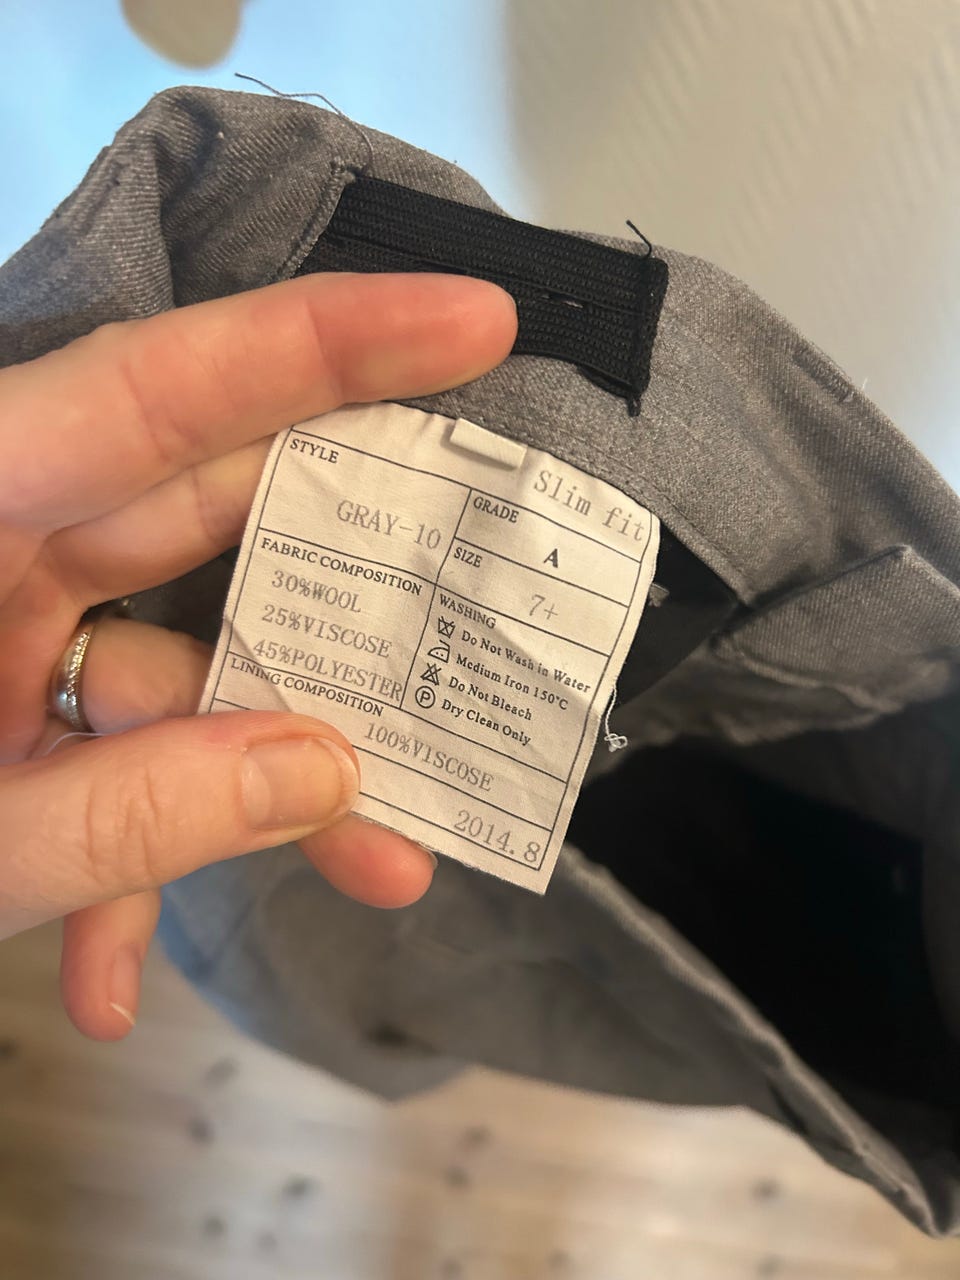 Slim fit
STYLE
GRAY-10
GRADE
A
SIZE
7+
FABRIC COMPOSITION
30%WOOL
25%VISCOSE
45%POLYESTER
WASHING
Do Not Wash in Water
Medium Iron 150°C
Do Not Bleach
P Dry Clean Only
LINING COMPOSITION
100%VISCOSE
2014.8